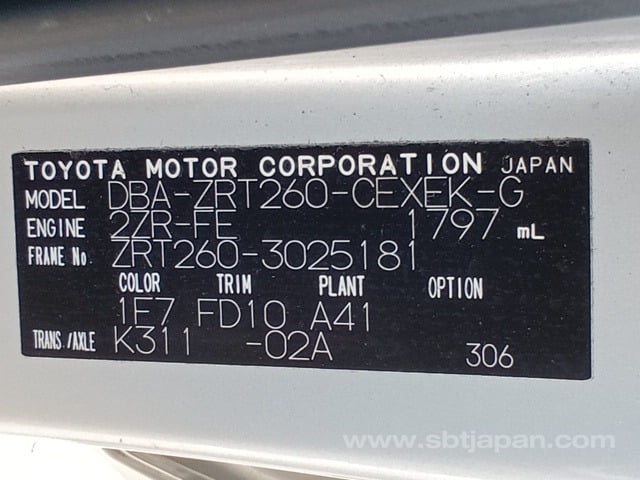 TOYOTA MOTOR CORPORATION JAPAN
MODEL DBA-ZRT260-CEXEK-G
ENGINE 2ZR-FE 1797 mL
FRAME No. ZRT260-3025181
COLOR TRIM PLANT OPTION
1E7 FD10 A41
TRANS./AXLE K311 -02A 306
www.sbtjapan.com